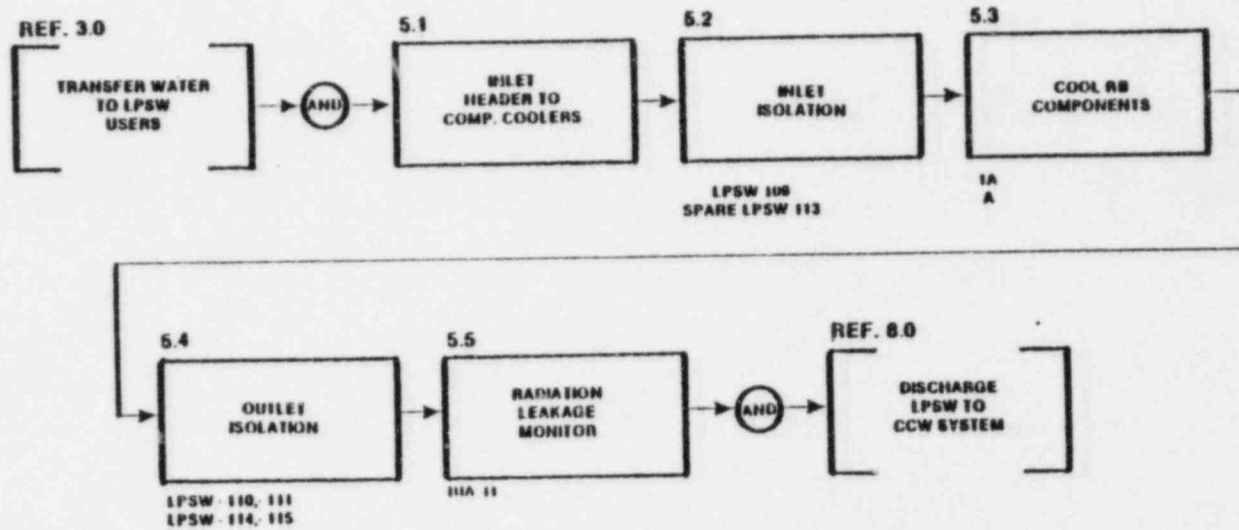 REF. 3.0
TRANSFER WATER
TO LPSW
USERS
AND
5.1
INLET
HEADER TO
COMP. COOLERS
5.2
INLET
ISOLATION
LPSW 109
SPARE LPSW 113
5.3
COOL RB
COMPONENTS
1A
A
5.4
OUTLET
ISOLATION
LPSW - 110, - 111
LPSW - 114, - 115
5.5
RADIATION
LEAKAGE
MONITOR
AND
REF. 6.0
DISCHARGE
LPSW TO
CCW SYSTEM